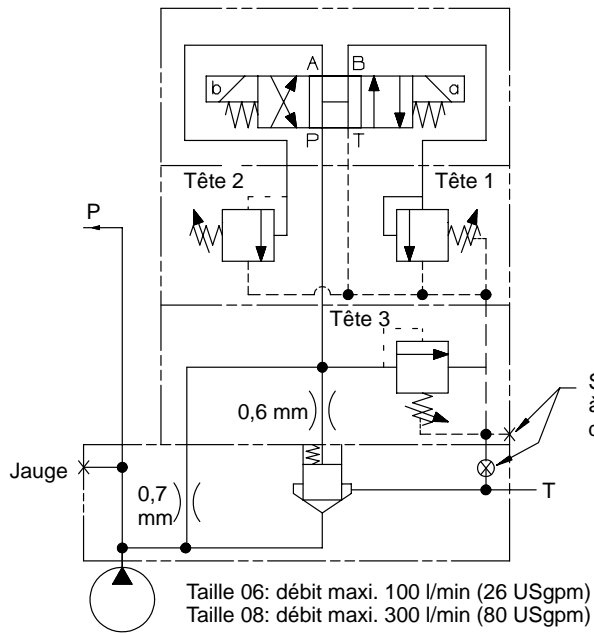 A B
b a
P T
Tête 2
Tête 1
P
Tête 3
0,6 mm
Jauge
0,7
mm
T
Taille 06: débit maxi. 100 l/min (26 USgpm)
Taille 08: débit maxi. 300 l/min (80 USgpm)